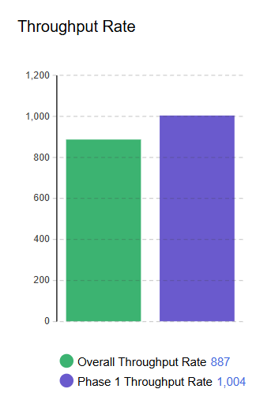 Throughput Rate
1,200
1,000
800
600
400
200
0
Overall Throughput Rate 887
Phase 1 Throughput Rate 1,004